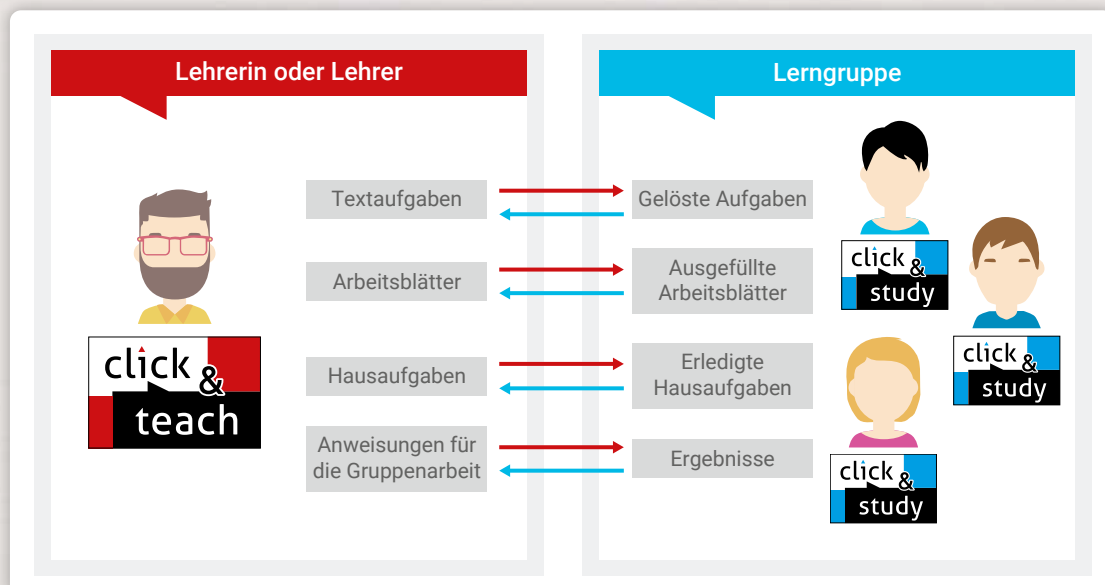 Lehrerin oder Lehrer
Textaufgaben
Arbeitsblätter
Hausaufgaben
Anweisungen für
die Gruppenarbeit
click &
teach
Lerngruppe
Gelöste Aufgaben
Ausgefüllte
Arbeitsblätter
Erledigte
Hausaufgaben
Ergebnisse
click &
study
click &
study
click &
study